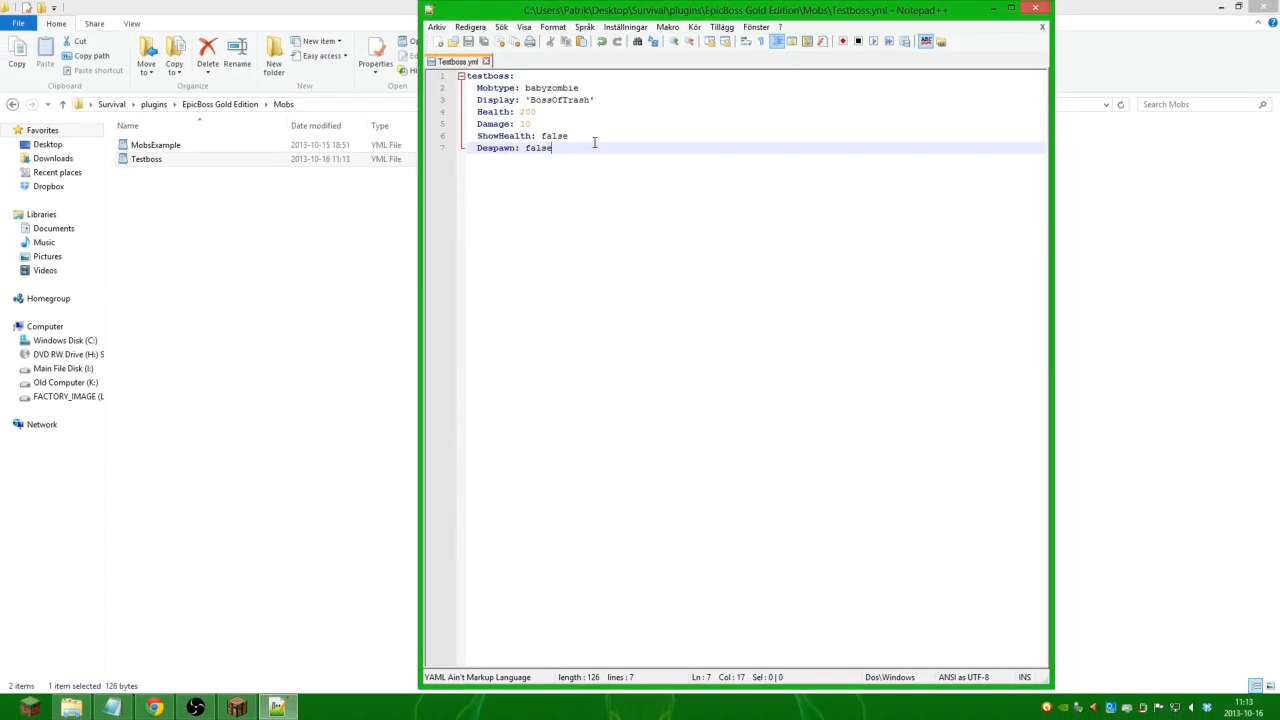 C:\Users\Patrik\Desktop\Survival\plugins\EpicBoss Gold Edition\Mobs\Testboss.yml - Notepad++
File
Home
Share
View
Arkiv
Redigera
Sök
Visa
Format
Språk
Inställningar
Makro
Kör
Tillägg
Fönster
?
X
Copy
Paste
Cut
Copy path
Paste shortcut
Clipboard
Move to
Copy to
Delete
Rename
Organize
New folder
New item
Easy access
New
Properties
Open
Survival
plugins
EpicBoss Gold Edition
Mobs
Search Mobs
Name
Date modified
Type
MobsExample
2013-10-15 18:51
YML File
Testboss
2013-10-16 11:13
YML File
Favorites
Desktop
Downloads
Recent places
Dropbox
Libraries
Documents
Music
Pictures
Videos
Homegroup
Computer
Windows Disk (C:)
DVD RW Drive (H:) S
Main File Disk (I:)
Old Computer (K:)
FACTORY_IMAGE (L
Network
Testboss.yml
1 testboss:
2 Mobtype: babyzombie
3 Display: 'BossOfTrash'
4 Health: 200
5 Damage: 10
6 ShowHealth: false
7 Despawn: false
2 items
1 item selected 126 bytes
YAML Ain't Markup Language
length : 126 lines : 7
Ln : 7 Col : 17 Sel : 0 | 0
Dos\Windows
ANSI as UTF-8
INS
11:13
2013-10-16